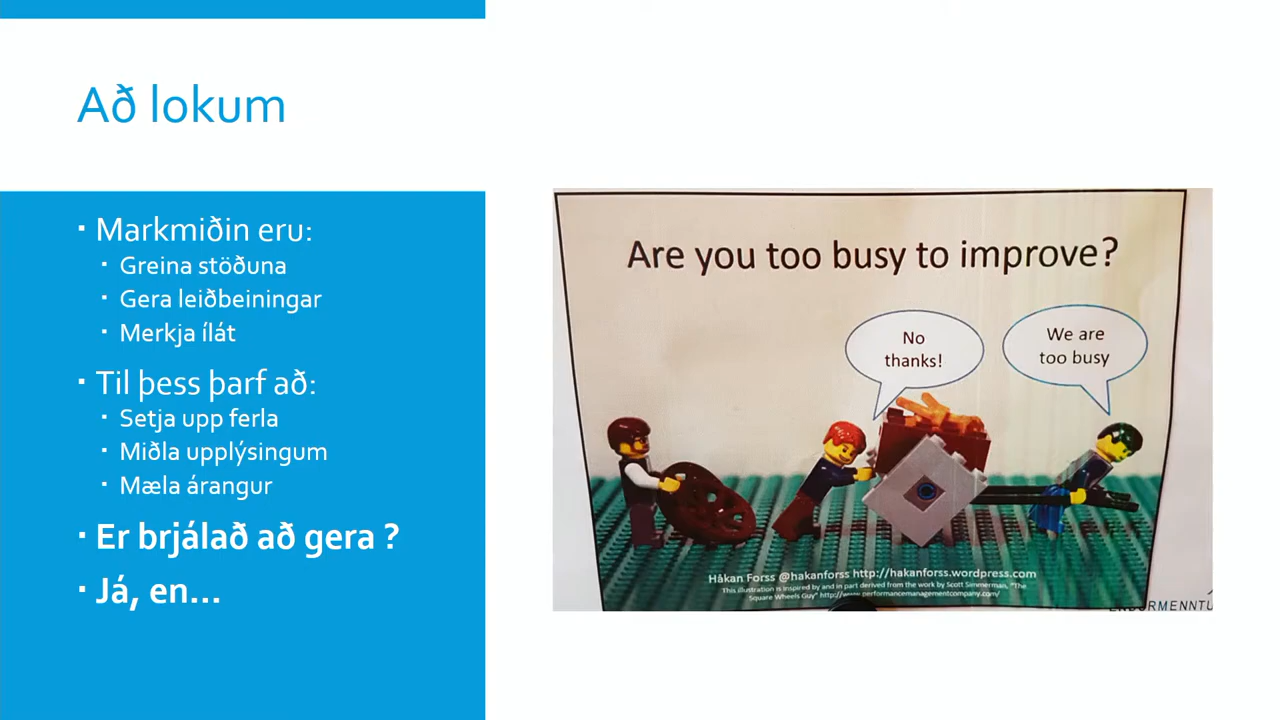 Að lokum
▪ Markmiðin eru:
▪ Greina stöðuna
▪ Gera leiðbeiningar
▪ Merkja ílát
▪ Til þess þarf að:
▪ Setja upp ferla
▪ Miðla upplýsingum
▪ Mæla árangur
▪ Er brjálað að gera ?
▪ Já, en...
Are you too busy to improve?
No
thanks!
We are
too busy
Håkan Forss @hakanforss http://hakanforss.wordpress.com
This illustration is inspired by and in part derived from the work by Scott Simmerman, "The
Square Wheels Guy" http://www.performancemanagementcompany.com/